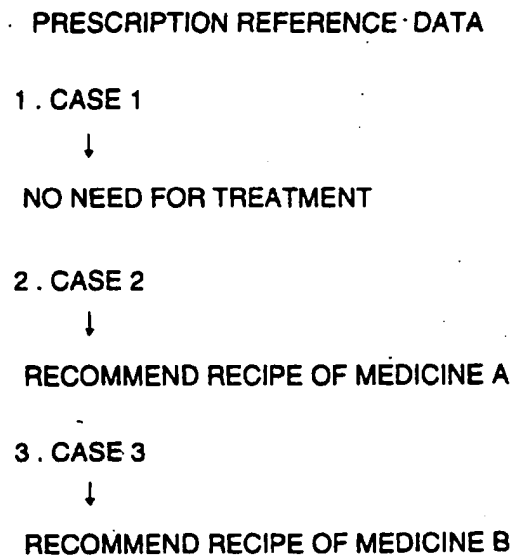 PRESCRIPTION REFERENCE DATA
1 . CASE 1
↓
NO NEED FOR TREATMENT
2 . CASE 2
↓
RECOMMEND RECIPE OF MEDICINE A
3 . CASE 3
↓
RECOMMEND RECIPE OF MEDICINE B